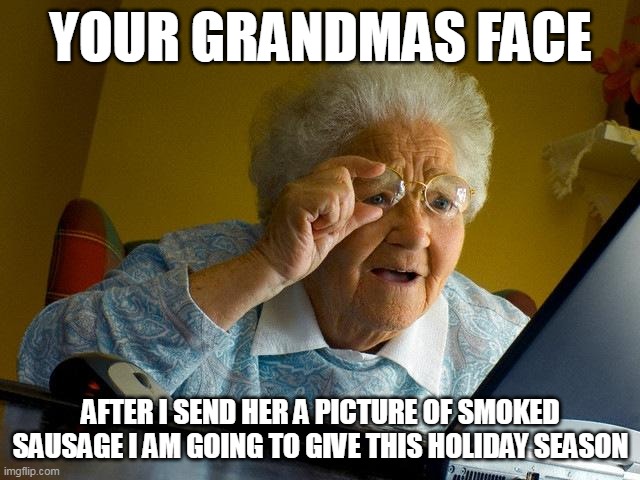 YOUR GRANDMAS FACE
AFTER I SEND HER A PICTURE OF SMOKED
SAUSAGE I AM GOING TO GIVE THIS HOLIDAY SEASON
imgflip.com